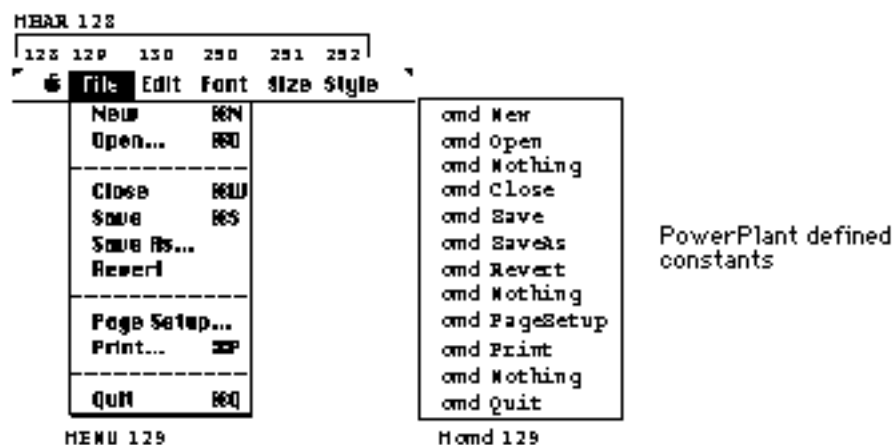 MBAR 128
128 129 130 250 251 252
File Edit Font Size Style
New ⌘N
Open... ⌘O
Close ⌘W
Save ⌘S
Save As...
Revert
Page Setup...
Print... ⌘P
Quit ⌘Q
MENU 129
cmd New
cmd Open
cmd Nothing
cmd Close
cmd Save
cmd SaveAs
cmd Revert
cmd Nothing
cmd PageSetup
cmd Print
cmd Nothing
cmd Quit
Mcmd 129
PowerPlant defined
constants